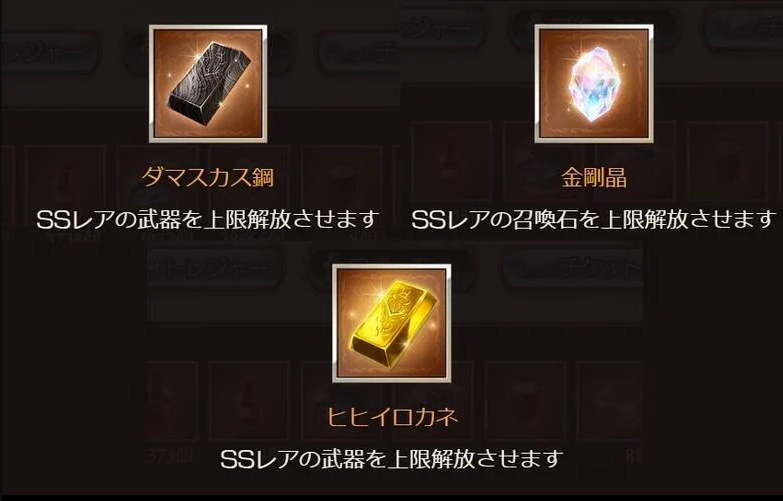 ダマスカス鋼
SSレアの武器を上限解放させます
金剛晶
SSレアの召喚石を上限解放させます
ヒヒイロカネ
SSレアの武器を上限解放させます